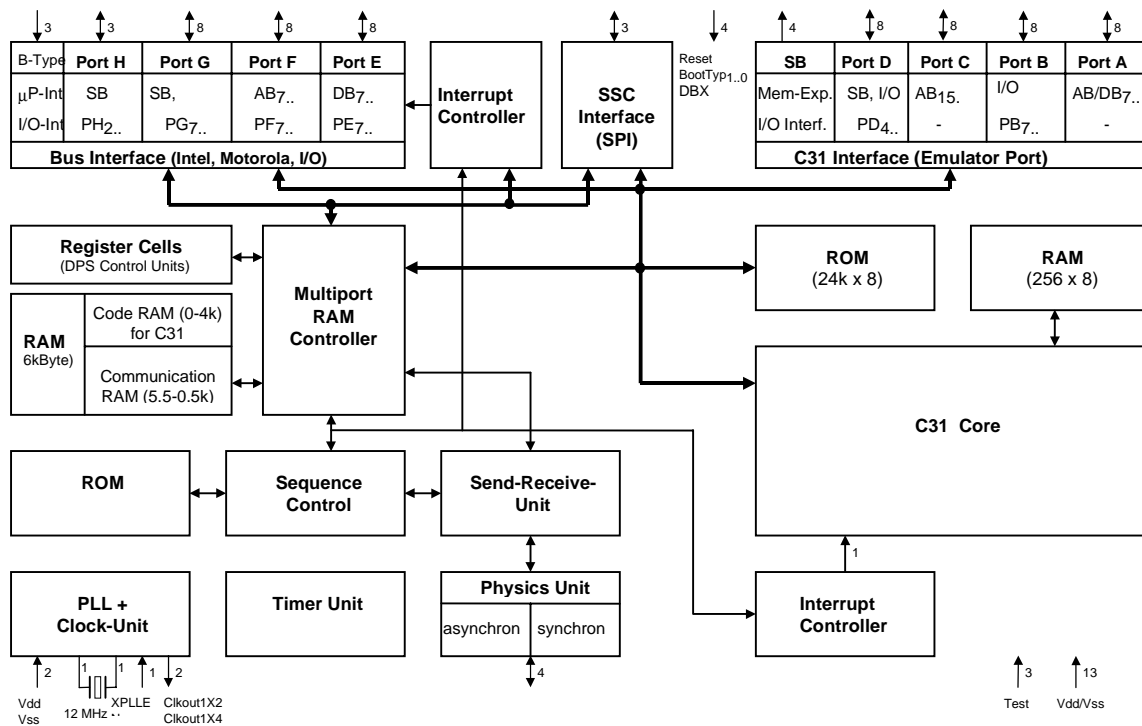 3 3 8 8 8 3 4 4 8 8 8 8
B-Type Port H Port G Port F Port E
µP-Int SB SB, AB7.. DB7..
I/O-Int PH2.. PG7.. PF7.. PE7..
Bus Interface (Intel, Motorola, I/O)
Interrupt
Controller
SSC
Interface
(SPI)
Reset
BootTyp1..0
DBX
SB Port D Port C Port B Port A
Mem-Exp. SB, I/O AB15. I/O AB/DB7..
I/O Interf. PD4.. - PB7.. -
C31 Interface (Emulator Port)
Register Cells
(DPS Control Units)
Multiport
RAM
Controller
ROM
(24k x 8)
RAM
(256 x 8)
RAM
6kByte)
Code RAM (0-4k)
for C31
Communication
RAM (5.5-0.5k)
C31 Core
ROM
Sequence
Control
Send-Receive-
Unit
1
PLL +
Clock-Unit
Timer Unit
Physics Unit
asynchron synchron
Interrupt
Controller
2 1 1 1 2 4 3 13
Vdd
Vss
12 MHz
XPLLE
Clkout1X2
Clkout1X4
Test
Vdd/Vss